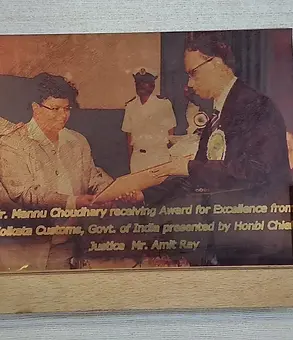 r. Mannu Choudhary receiving Award for Excellence from
olkata Customs, Govt. of India presented by Honbl Chie
Justice Mr. Amit Ray